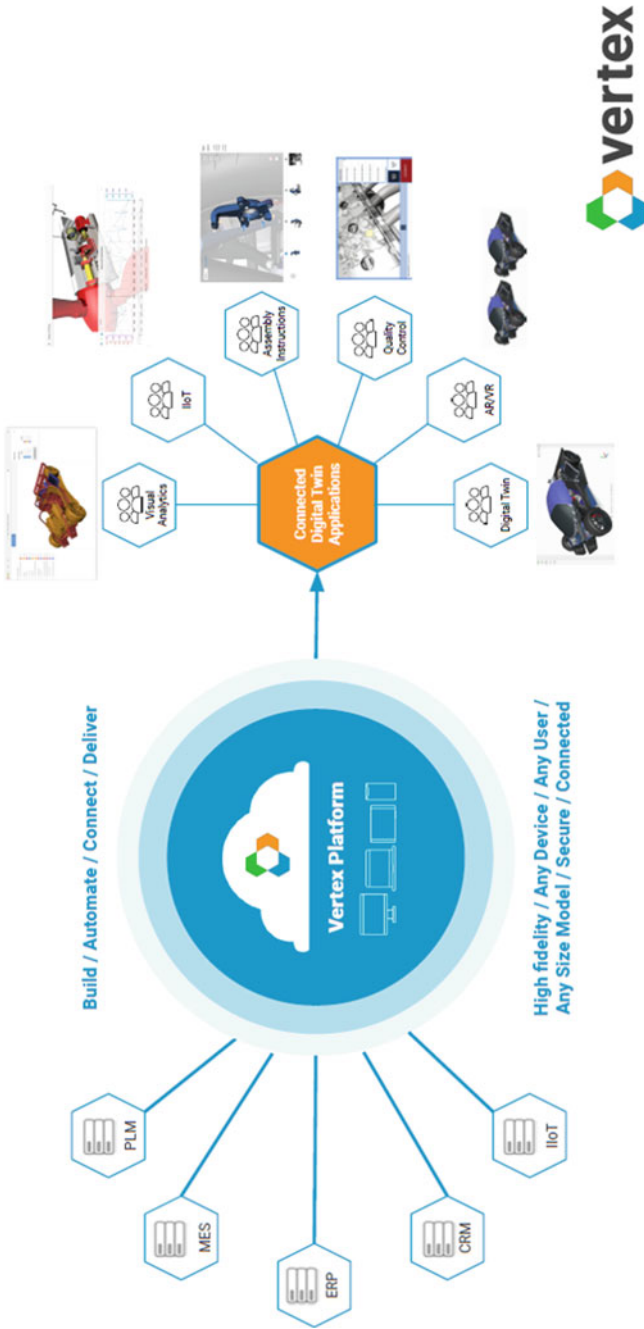 Build / Automate / Connect / Deliver
PLM
MES
ERP
CRM
IIoT
Vertex Platform
High fidelity / Any Device / Any User /
Any Size Model / Secure / Connected
Connected
Digital Twin
Applications
Visual
Analytics
IIoT
Assembly
Instructions
Quality
Control
AR/VR
Digital Twin
vertex